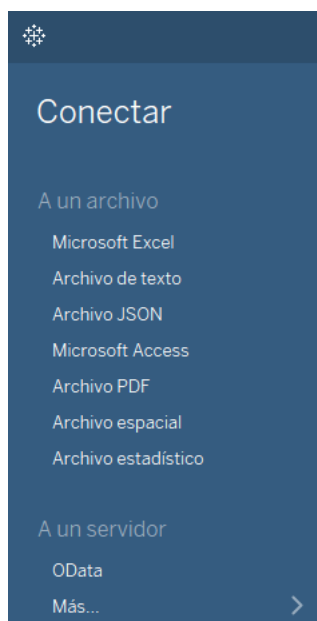 Conectar
A un archivo
Microsoft Excel
Archivo de texto
Archivo JSON
Microsoft Access
Archivo PDF
Archivo espacial
Archivo estadístico
A un servidor
OData
Más...